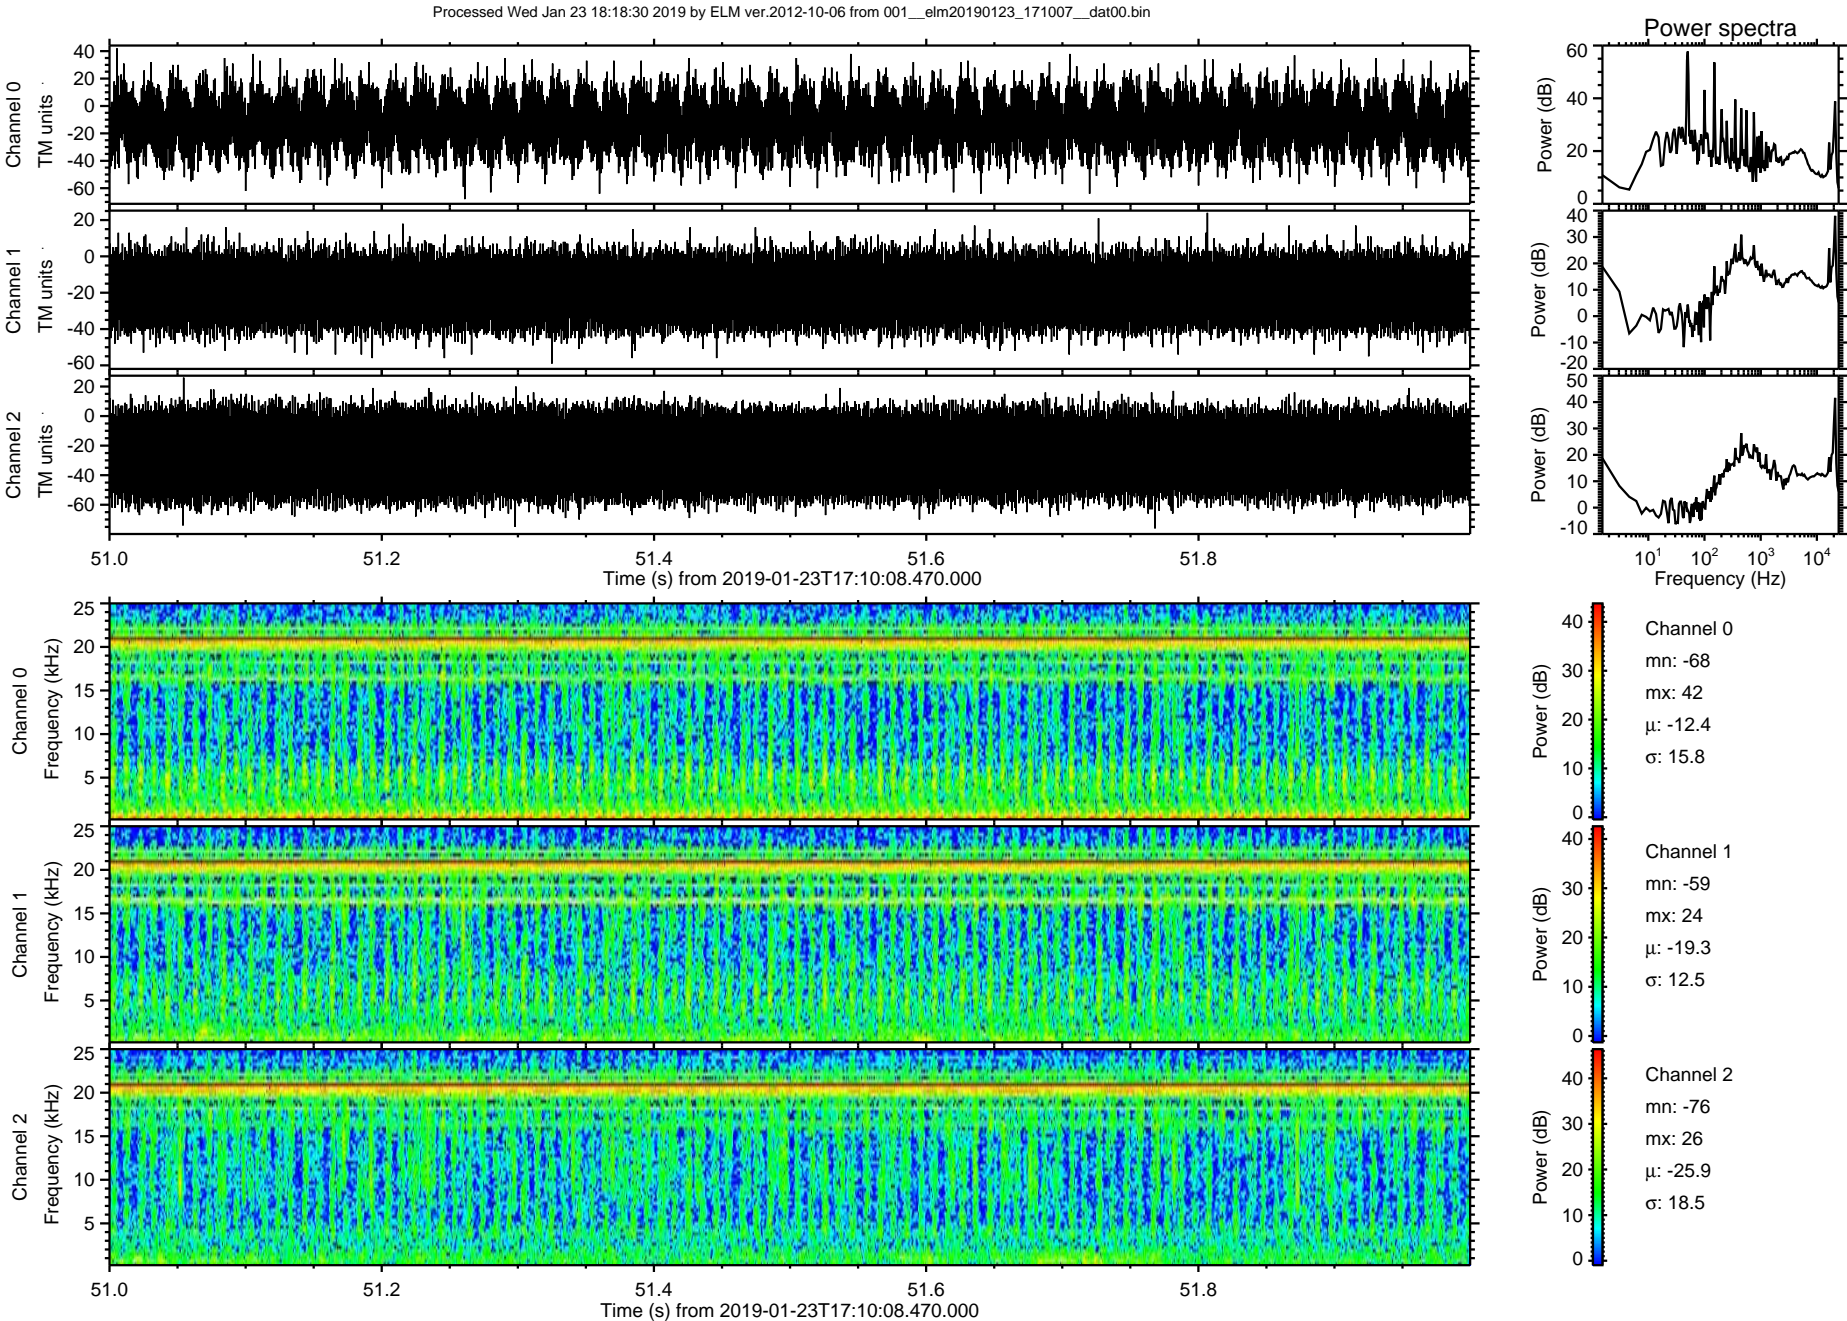 Processed Wed Jan 23 18:18:30 2019 by ELM ver.2012-10-06 from 001__elm20190123_171007__dat00.bin
Power spectra
Channel 0
TM units
40
20
0
-20
-40
-60
Power (dB)
60
40
20
0
Channel 1
TM units
20
0
-20
-40
-60
Power (dB)
40
30
20
10
0
-10
-20
Channel 2
TM units
20
0
-20
-40
-60
Power (dB)
50
40
30
20
10
0
-10
51.0 51.2 51.4 51.6 51.8
Time (s) from 2019-01-23T17:10:08.470.000
10^1 10^2 10^3 10^4
Frequency (Hz)
Channel 0
Frequency (kHz)
25
20
15
10
5
Power (dB)
40
30
20
10
0
Channel 0
mn: -68
mx: 42
μ: -12.4
σ: 15.8
Channel 1
Frequency (kHz)
25
20
15
10
5
Power (dB)
40
30
20
10
0
Channel 1
mn: -59
mx: 24
μ: -19.3
σ: 12.5
Channel 2
Frequency (kHz)
25
20
15
10
5
Power (dB)
40
30
20
10
0
Channel 2
mn: -76
mx: 26
μ: -25.9
σ: 18.5
51.0 51.2 51.4 51.6 51.8
Time (s) from 2019-01-23T17:10:08.470.000